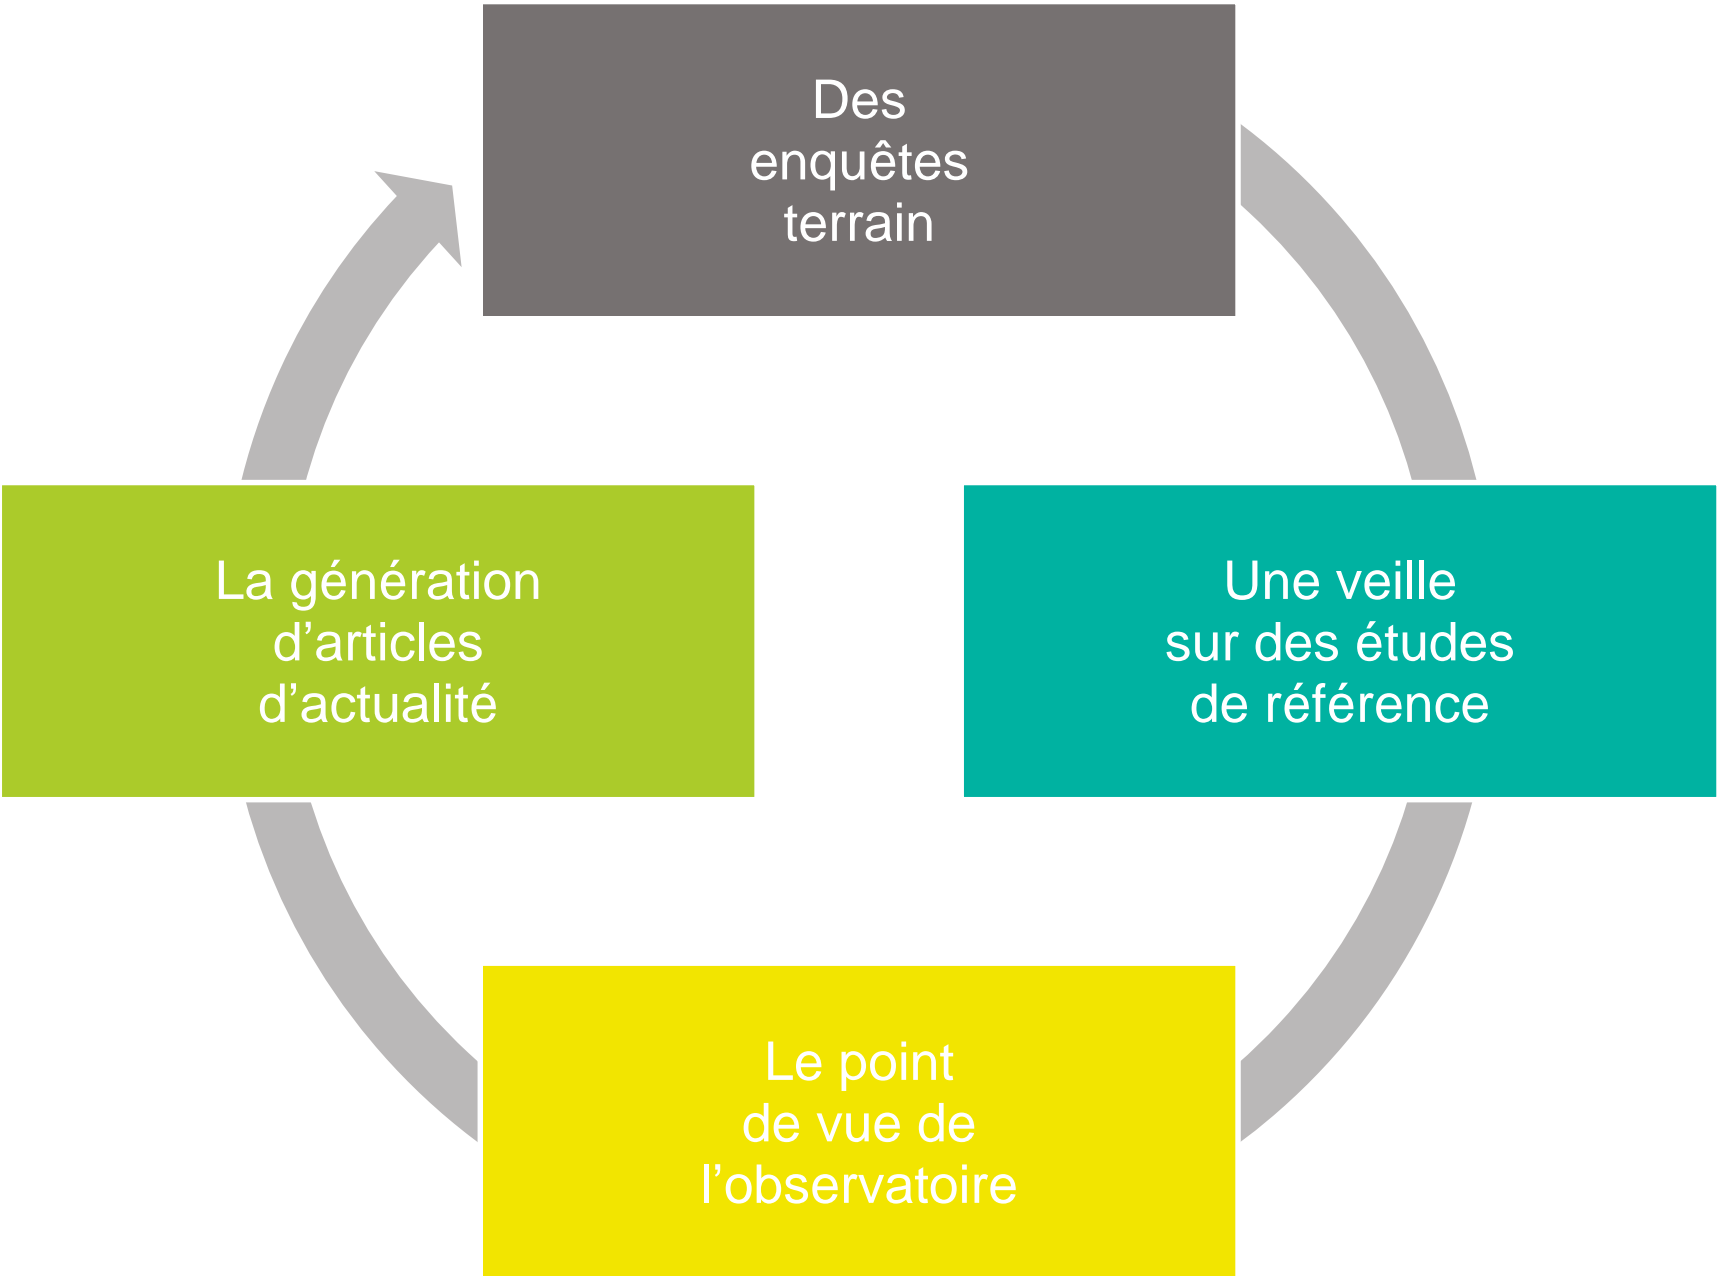 Des
enquêtes
terrain
Une veille
sur des études
de référence
Le point
de vue de
l’observatoire
La génération
d’articles
d’actualité